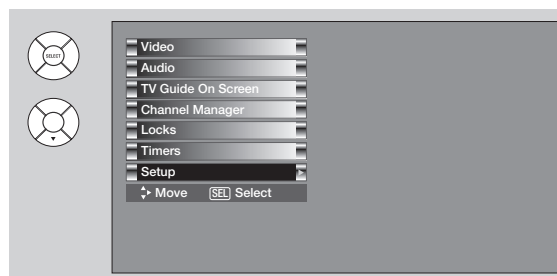 SELECT
Video
Audio
TV Guide On Screen
Channel Manager
Locks
Timers
Setup
Move SEL Select